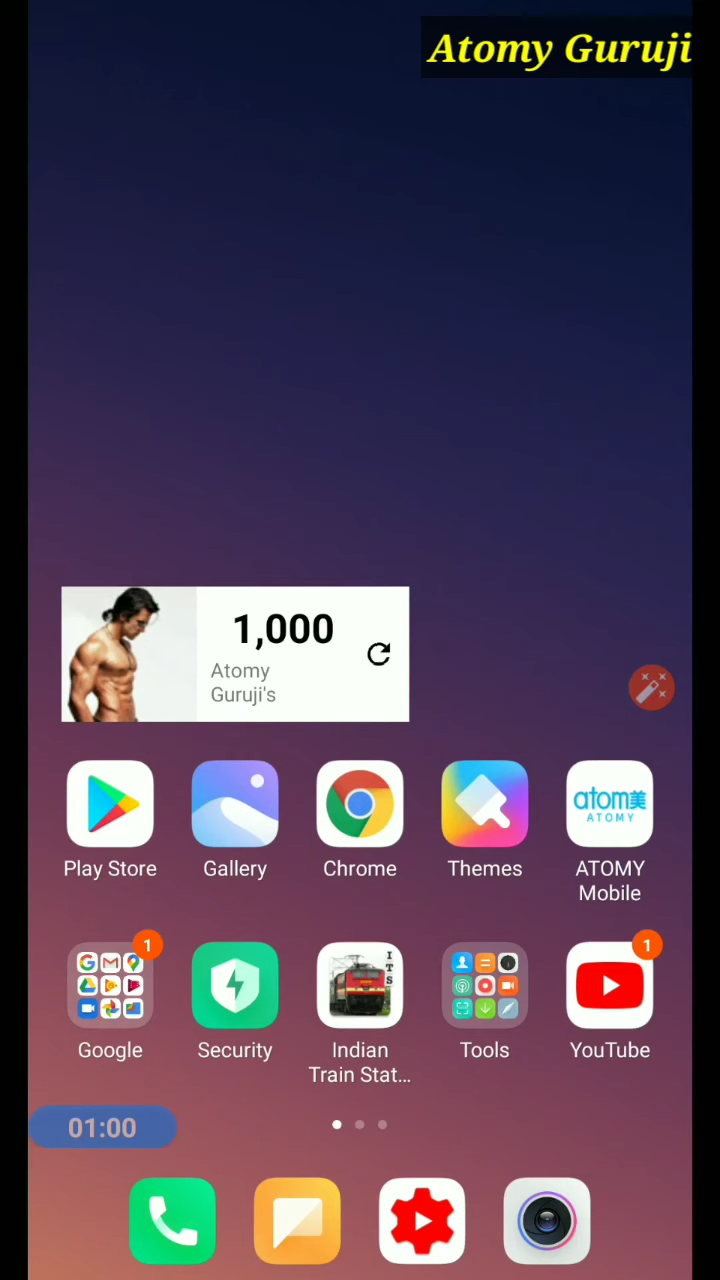 Atomy Guruji
1,000
Atomy
Guruji's
Play Store
Gallery
Chrome
Themes
atom美
ATOMY
ATOMY
Mobile
1
1
ITS
Google
Security
Indian
Train Stat...
Tools
YouTube
01:00